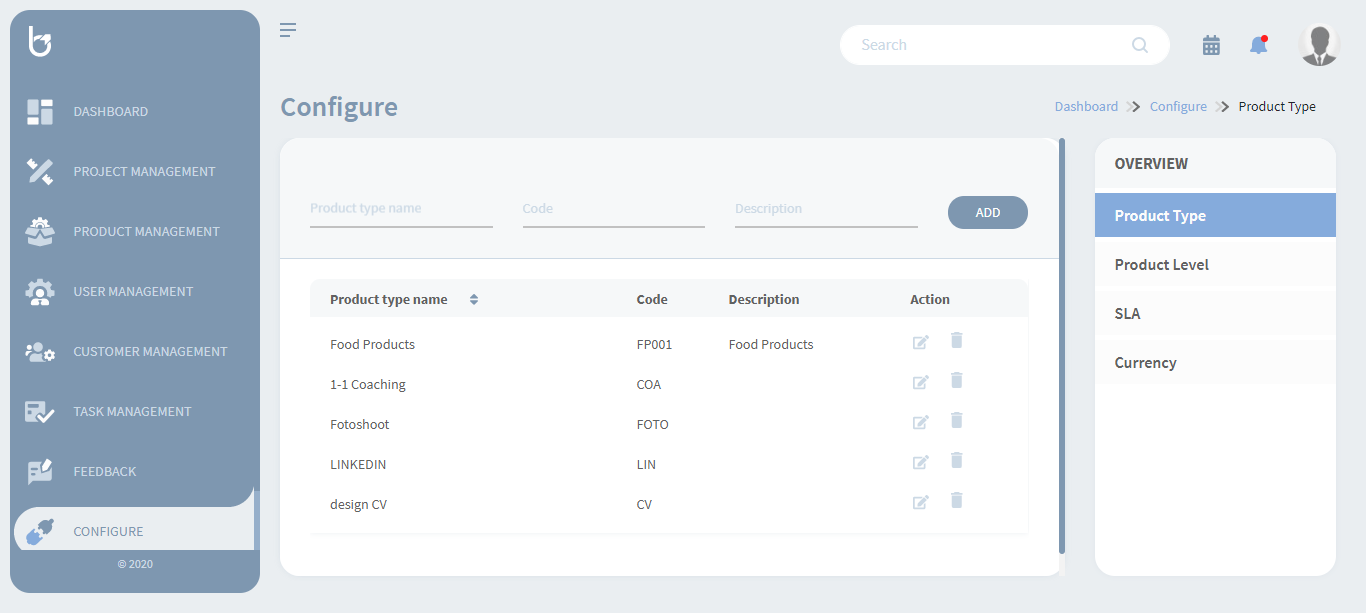 DASHBOARD
PROJECT MANAGEMENT
PRODUCT MANAGEMENT
USER MANAGEMENT
CUSTOMER MANAGEMENT
TASK MANAGEMENT
FEEDBACK
CONFIGURE
© 2020
Search
Configure
Dashboard Configure Product Type
Product type name Code Description ADD
Product type name Code Description Action
Food Products FP001 Food Products
1-1 Coaching COA
Fotoshoot FOTO
LINKEDIN LIN
design CV CV
OVERVIEW
Product Type
Product Level
SLA
Currency